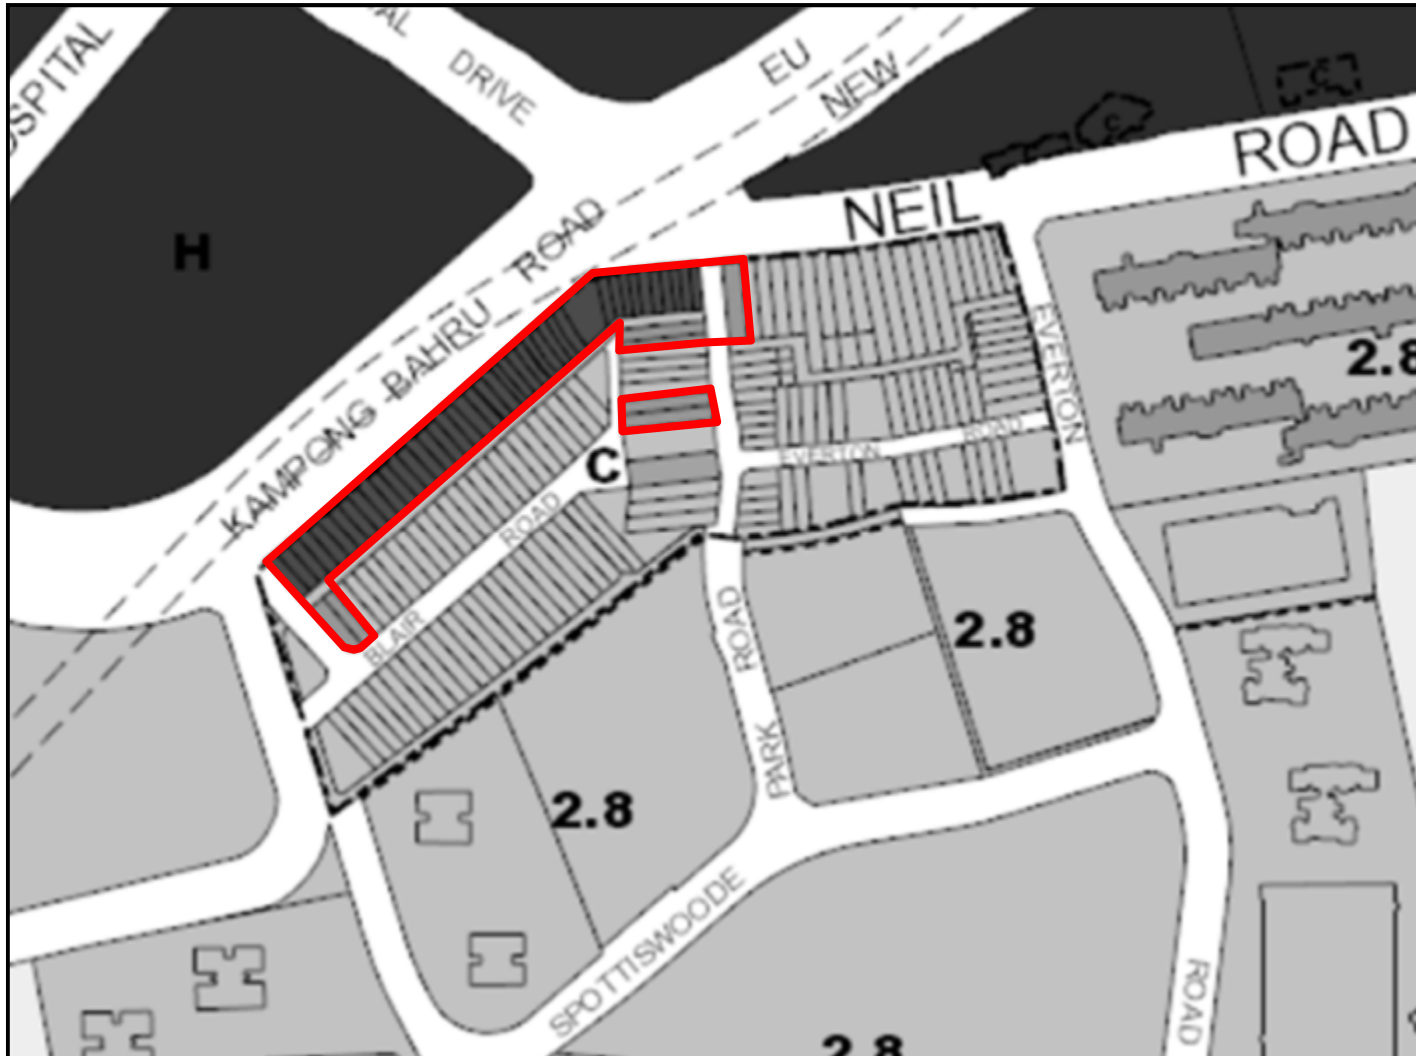 EU
DRIVE
NEW
C
C
ROAD
NEIL
H
ROAD
KAMPONG BAHRU
EVERTON
2.8
C
EVERTON
ROAD
ROAD
BLAIR
ROAD
2.8
PARK
2.8
SPOTTISWOODE
ROAD
2.8